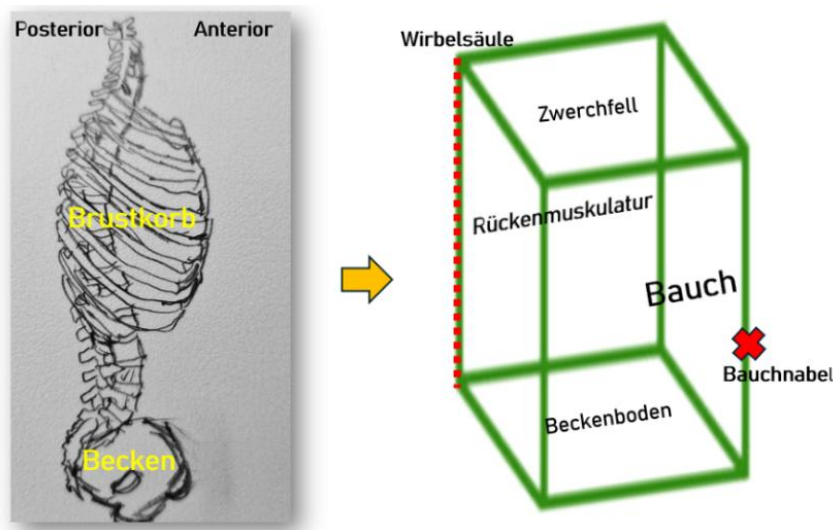 Posterior
Anterior
Brustkorb
Becken
Wirbelsäule
Zwerchfell
Rückenmuskulatur
Bauch
Bauchnabel
Beckenboden